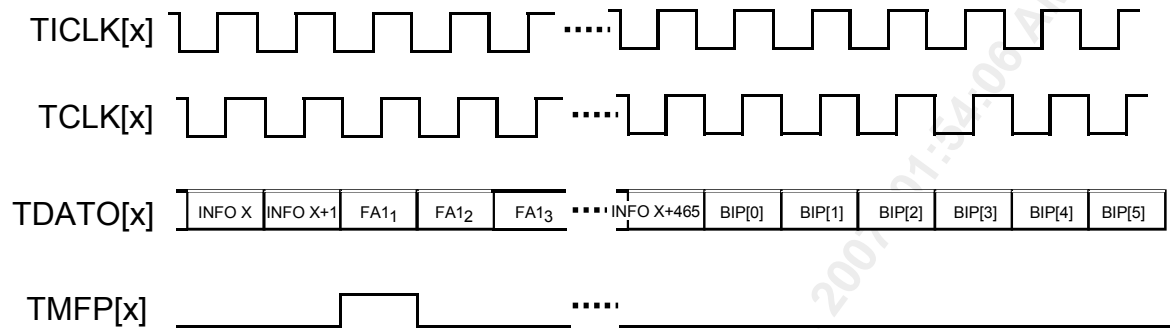 TICLK[x]
TCLK[x]
TDATO[x] INFO X INFO X+1 FA1₁ FA1₂ FA1₃ INFO X+465 BIP[0] BIP[1] BIP[2] BIP[3] BIP[4] BIP[5]
TMFP[x]